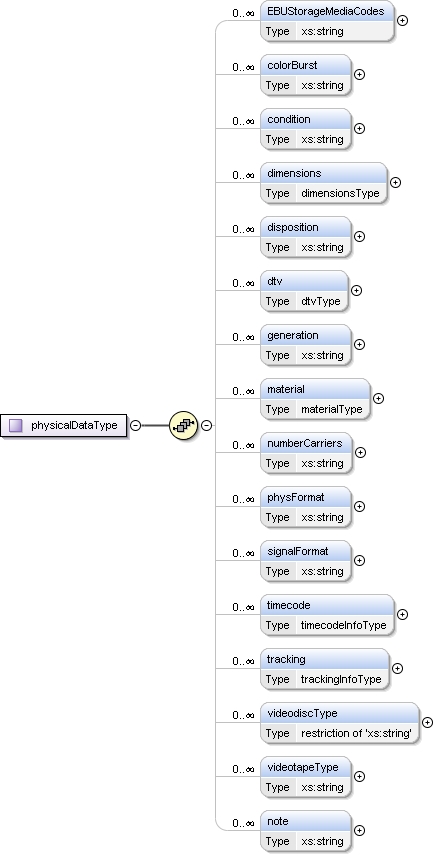 0..∞
EBUStorageMediaCodes
Type xs:string
0..∞
colorBurst
Type xs:string
0..∞
condition
Type xs:string
0..∞
dimensions
Type dimensionsType
0..∞
disposition
Type xs:string
0..∞
dtv
Type dtvType
0..∞
generation
Type xs:string
0..∞
material
Type materialType
physicalDataType
0..∞
numberCarriers
Type xs:string
0..∞
physFormat
Type xs:string
0..∞
signalFormat
Type xs:string
0..∞
timecode
Type timecodeInfoType
0..∞
tracking
Type trackingInfoType
0..∞
videodiscType
Type restriction of 'xs:string'
0..∞
videotapeType
Type xs:string
0..∞
note
Type xs:string